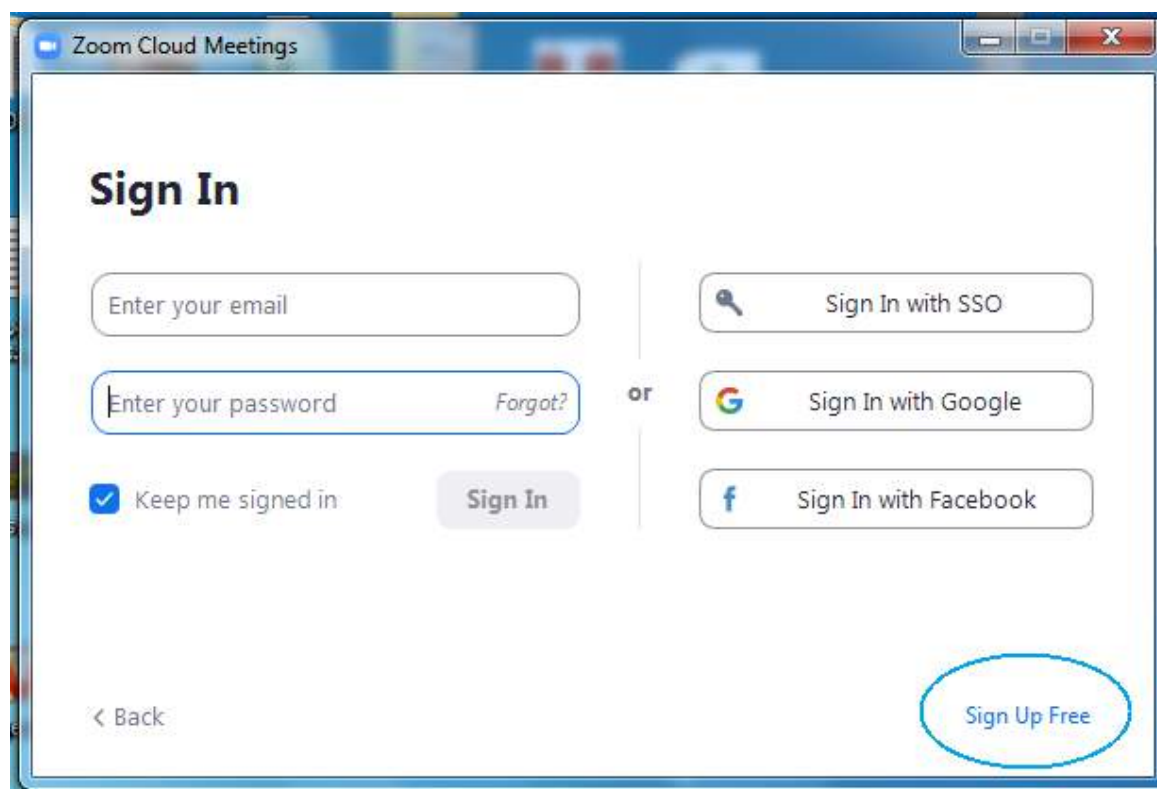 Zoom Cloud Meetings
Sign In
Enter your email
Enter your password Forgot?
Keep me signed in Sign In
or
Sign In with SSO
Sign In with Google
Sign In with Facebook
< Back
Sign Up Free